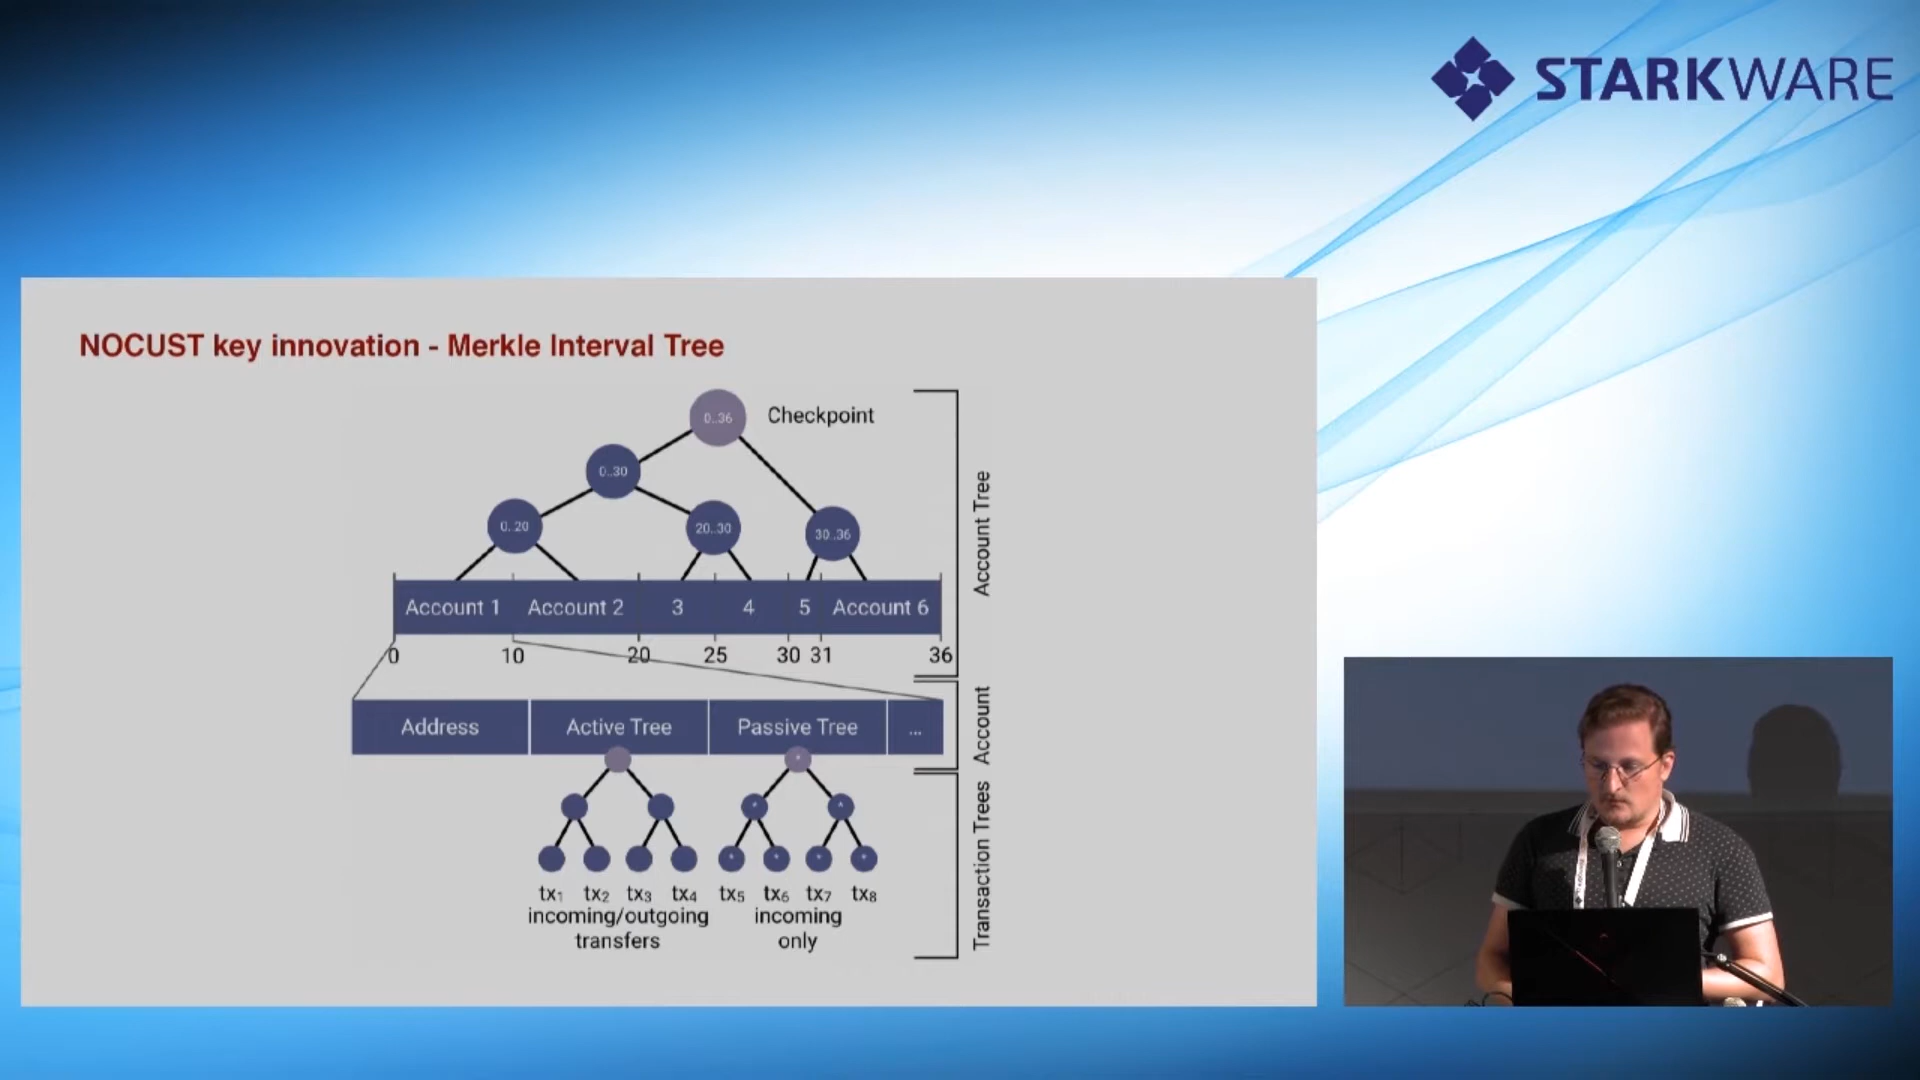 STARKWARE
NOCUST key innovation - Merkle Interval Tree
0..36
Checkpoint
0..30
0..20
20..30
30..36
Account 1
Account 2
3
4
5
Account 6
0
10
20
25
30
31
36
Account Tree
Address
Active Tree
Passive Tree
...
Account
*
*
*
*
*
*
*
tx₁
tx₂
tx₃
tx₄
tx₅
tx₆
tx₇
tx₈
incoming/outgoing
transfers
incoming
only
Transaction Trees